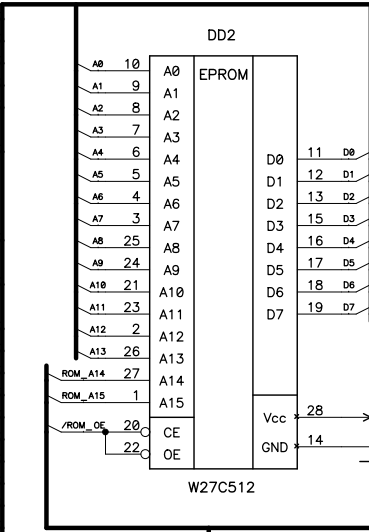 DD2
EPROM
A0 10 A0
A1 9 A1
A2 8 A2
A3 7 A3
A4 6 A4 D0 11 D0
A5 5 A5 D1 12 D1
A6 4 A6 D2 13 D2
A7 3 A7 D3 15 D3
A8 25 A8 D4 16 D4
A9 24 A9 D5 17 D5
A10 21 A10 D6 18 D6
A11 23 A11 D7 19 D7
A12 2 A12
A13 26 A13
ROM_A14 27 A14
ROM_A15 1 A15
/ROM_OE 20 CE Vcc 28
22 OE GND 14
W27C512